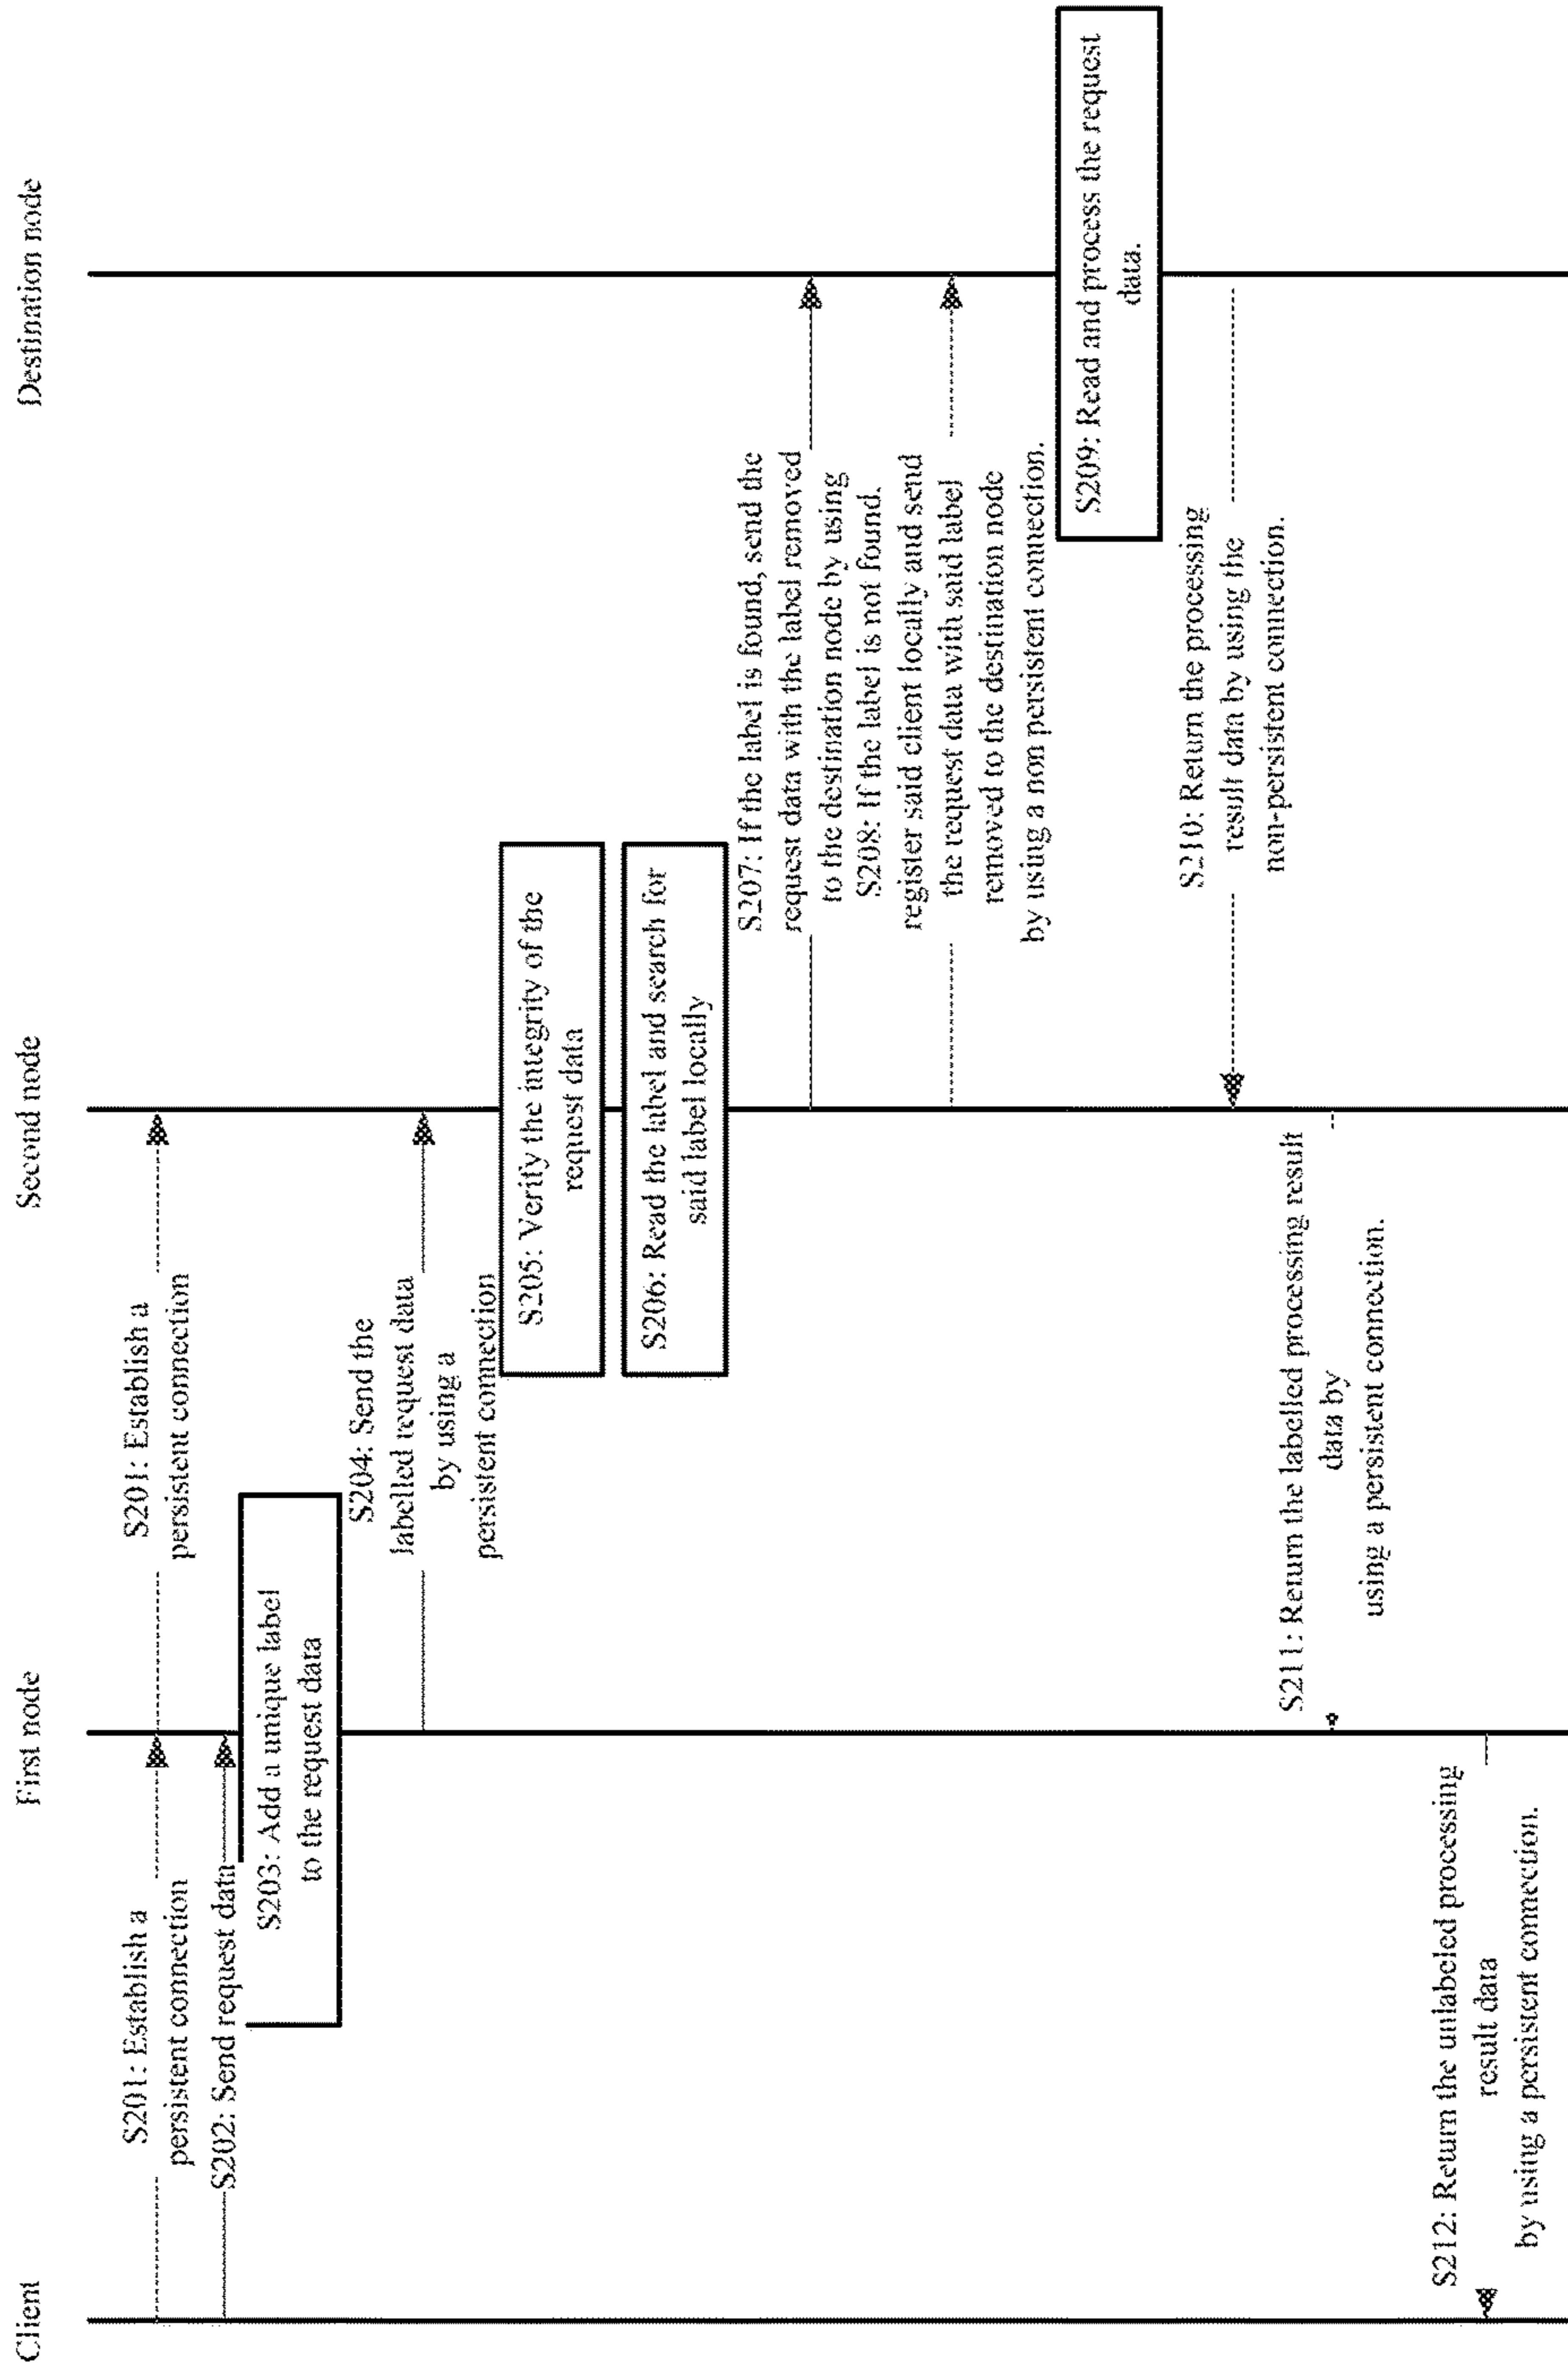 Client
First node
Second node
Destination node
S201: Establish a
persistent connection
S201: Establish a
persistent connection
S202: Send request data
S203: Add a unique label
to the request data
S204: Send the
labelled request data
by using a
persistent connection
S205: Verify the integrity of the
request data
S206: Read the label and search for
said label locally
S207: If the label is found, send the
request data with the label removed
to the destination node by using
S208: If the label is not found.
register said client locally and send
the request data with said label
removed to the destination node
by using a non persistent connection.
S209: Read and process the request
data.
S210: Return the processing
result data by using the
non-persistent connection.
S211: Return the labelled processing result
data by
using a persistent connection.
S212: Return the unlabeled processing
result data
by using a persistent connection.